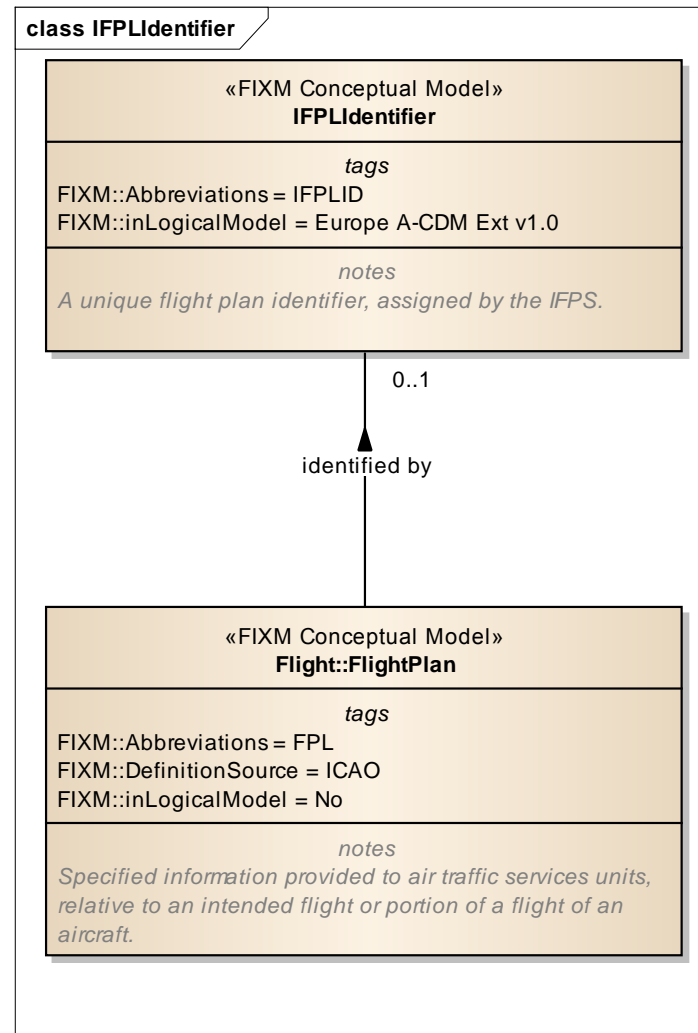 class IFPLIdentifier
«FIXM Conceptual Model»
IFPLIdentifier
tags
FIXM::Abbreviations = IFPLID
FIXM::inLogicalModel = Europe A-CDM Ext v1.0
notes
A unique flight plan identifier, assigned by the IFPS.
0..1
identified by
«FIXM Conceptual Model»
Flight::FlightPlan
tags
FIXM::Abbreviations = FPL
FIXM::DefinitionSource = ICAO
FIXM::inLogicalModel = No
notes
Specified information provided to air traffic services units,
relative to an intended flight or portion of a flight of an
aircraft.